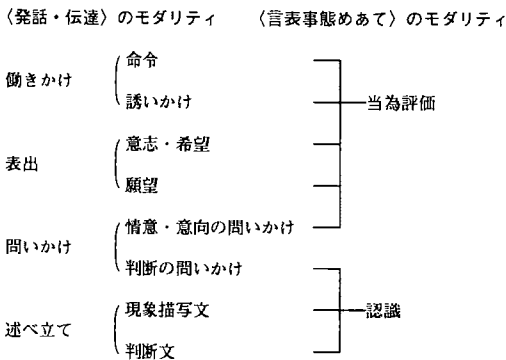 〈発話・伝達〉のモダリティ 〈言表事態めあて〉のモダリティ
働きかけ
命令
誘いかけ
当為評価
表出
意志・希望
願望
問いかけ
情意・意向の問いかけ
判断の問いかけ
述べ立て
現象描写文
認識
判断文